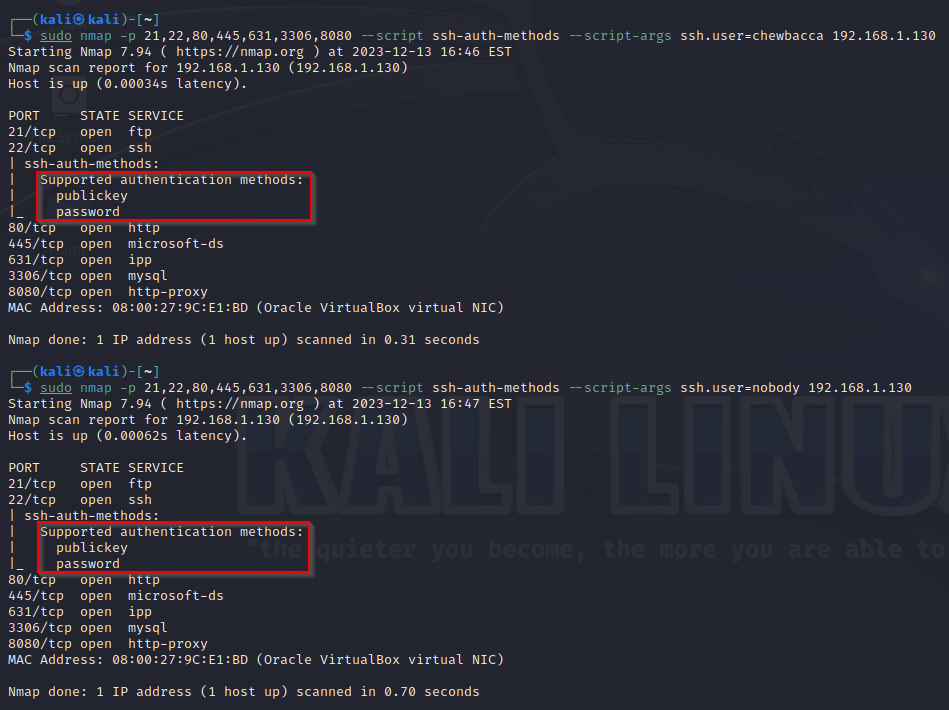 ┌──(kali㉿kali)-[~]
└─$ sudo nmap -p 21,22,80,445,631,3306,8080 --script ssh-auth-methods --script-args ssh.user=chewbacca 192.168.1.130
Starting Nmap 7.94 ( https://nmap.org ) at 2023-12-13 16:46 EST
Nmap scan report for 192.168.1.130 (192.168.1.130)
Host is up (0.00034s latency).
PORT     STATE SERVICE
21/tcp   open  ftp
22/tcp   open  ssh
| ssh-auth-methods:
|   Supported authentication methods:
|     publickey
|_    password
80/tcp   open  http
445/tcp  open  microsoft-ds
631/tcp  open  ipp
3306/tcp open  mysql
8080/tcp open  http-proxy
MAC Address: 08:00:27:9C:E1:BD (Oracle VirtualBox virtual NIC)
Nmap done: 1 IP address (1 host up) scanned in 0.31 seconds
┌──(kali㉿kali)-[~]
└─$ sudo nmap -p 21,22,80,445,631,3306,8080 --script ssh-auth-methods --script-args ssh.user=nobody 192.168.1.130
Starting Nmap 7.94 ( https://nmap.org ) at 2023-12-13 16:47 EST
Nmap scan report for 192.168.1.130 (192.168.1.130)
Host is up (0.00062s latency).
PORT     STATE SERVICE
21/tcp   open  ftp
22/tcp   open  ssh
| ssh-auth-methods:
|   Supported authentication methods:
|     publickey
|_    password
80/tcp   open  http
445/tcp  open  microsoft-ds
631/tcp  open  ipp
3306/tcp open  mysql
8080/tcp open  http-proxy
MAC Address: 08:00:27:9C:E1:BD (Oracle VirtualBox virtual NIC)
Nmap done: 1 IP address (1 host up) scanned in 0.70 seconds
KALI LINU
"the quieter you become, the more you are able to